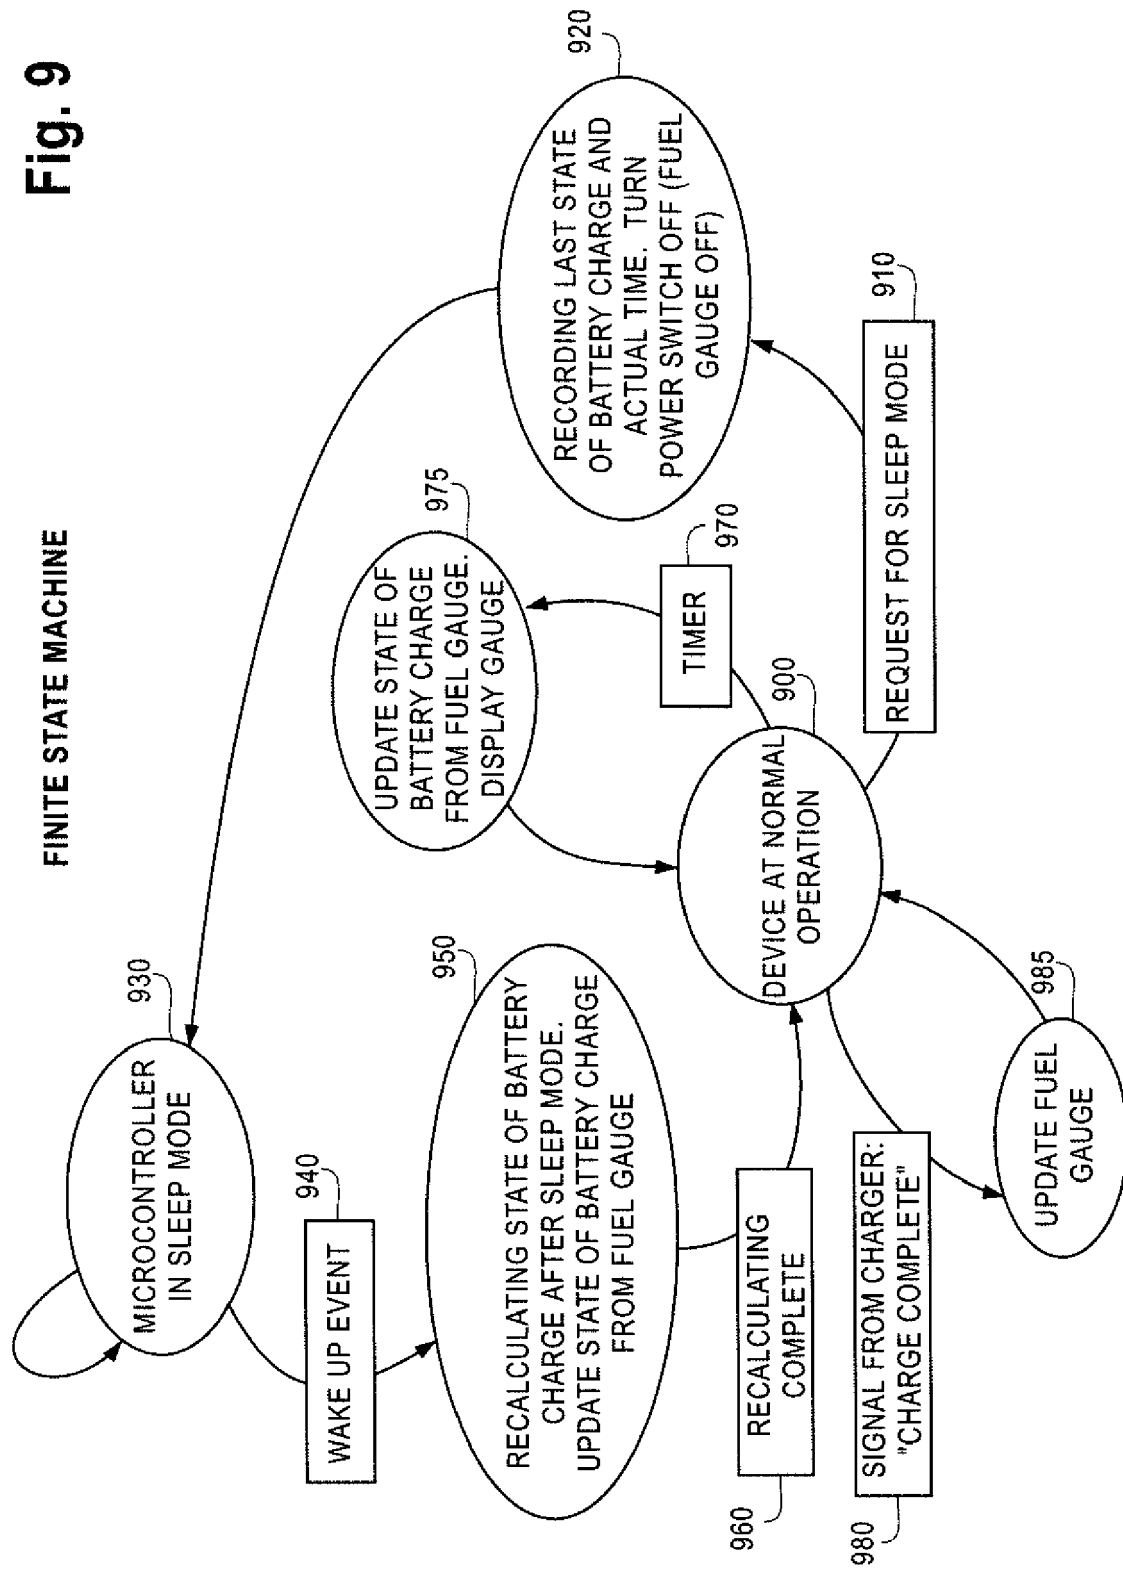 Fig. 9
FINITE STATE MACHINE
930
MICROCONTROLLER
IN SLEEP MODE
940
WAKE UP EVENT
950
RECALCULATING STATE OF BATTERY
CHARGE AFTER SLEEP MODE.
UPDATE STATE OF BATTERY CHARGE
FROM FUEL GAUGE
960
RECALCULATING
COMPLETE
980
SIGNAL FROM CHARGER:
"CHARGE COMPLETE"
985
UPDATE FUEL
GAUGE
900
DEVICE AT NORMAL
OPERATION
970
TIMER
975
UPDATE STATE OF
BATTERY CHARGE
FROM FUEL GAUGE.
DISPLAY GAUGE
910
REQUEST FOR SLEEP MODE
920
RECORDING LAST STATE
OF BATTERY CHARGE AND
ACTUAL TIME. TURN
POWER SWITCH OFF (FUEL
GAUGE OFF)